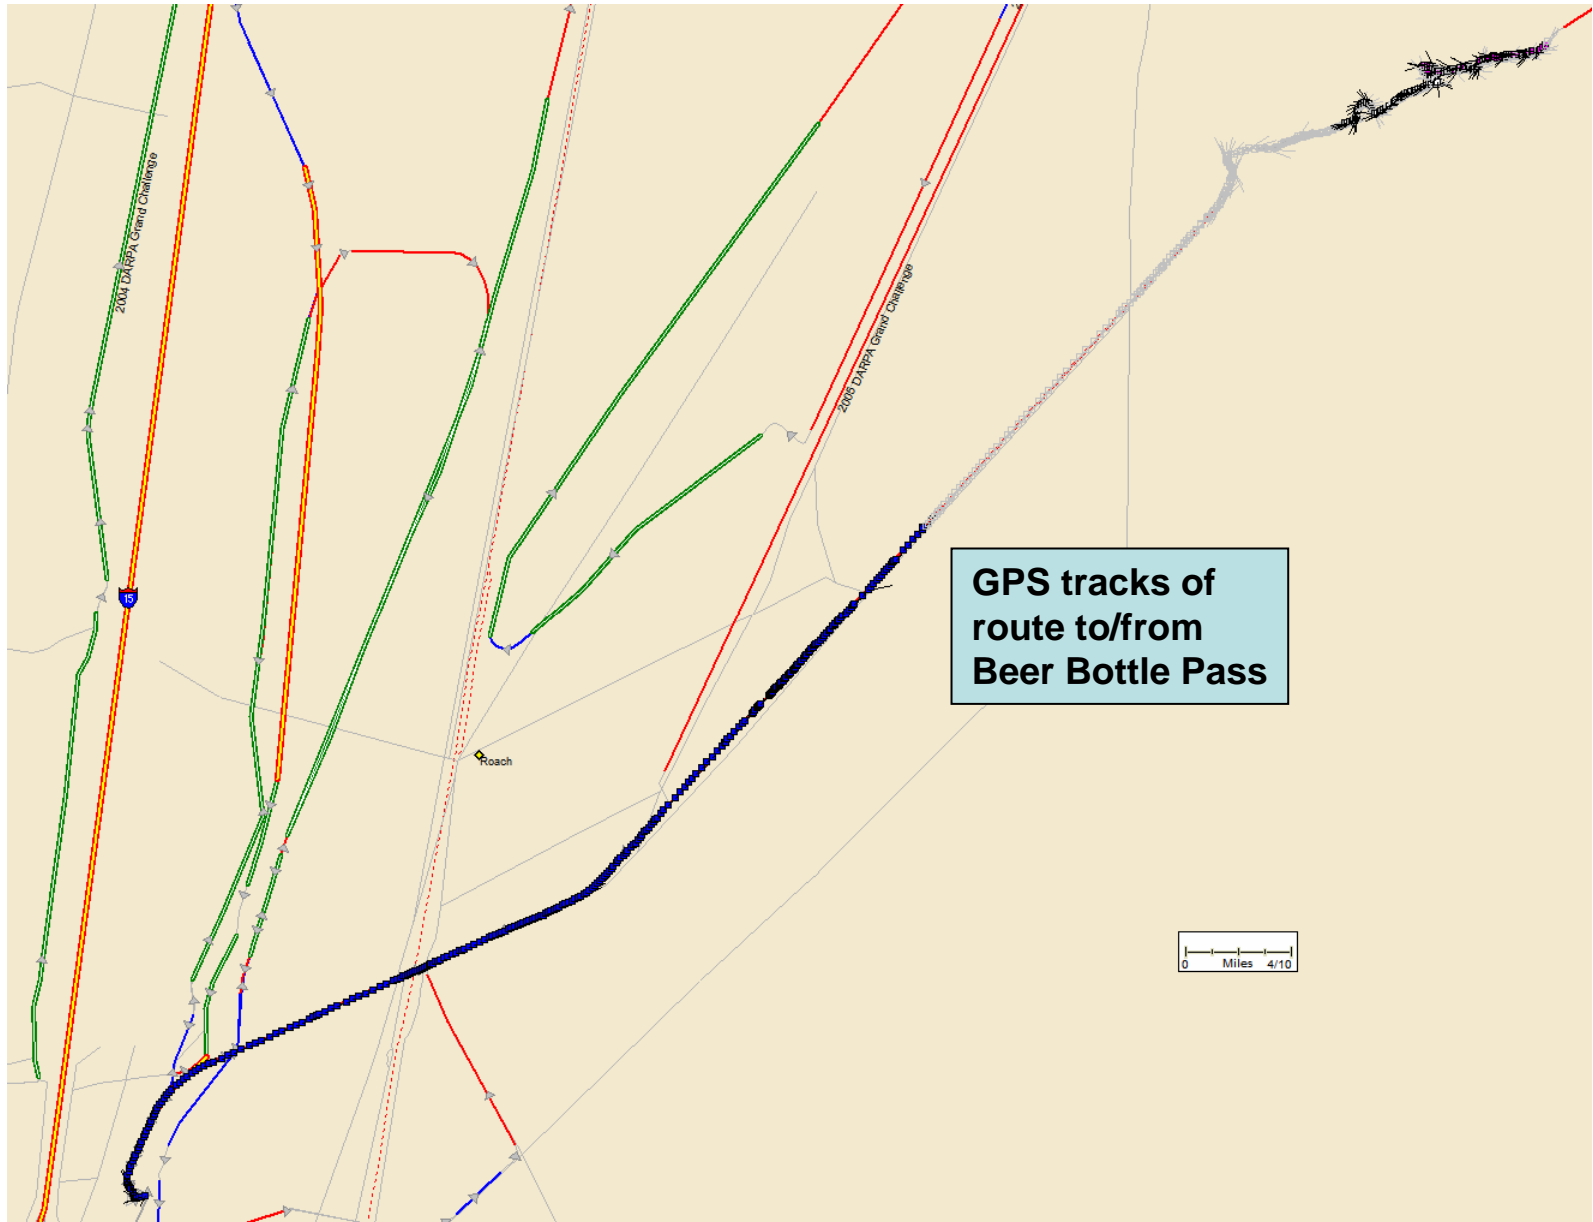 2004 DARPA Grand Challenge
2005 DARPA Grand Challenge
15
GPS tracks of
route to/from
Beer Bottle Pass
Roach
0 Miles 4/10